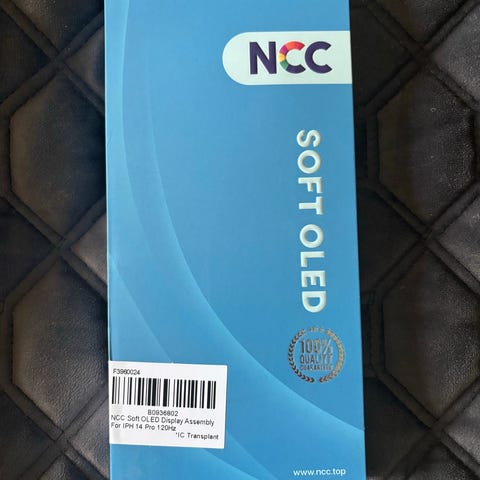 NCC
SOFT OLED
100%
QUALITY
GUARANTEE
F3960024
B0936802
NCC Soft OLED Display Assembly
For IPH 14 Pro 120Hz
*IC Transplant
www.ncc.top